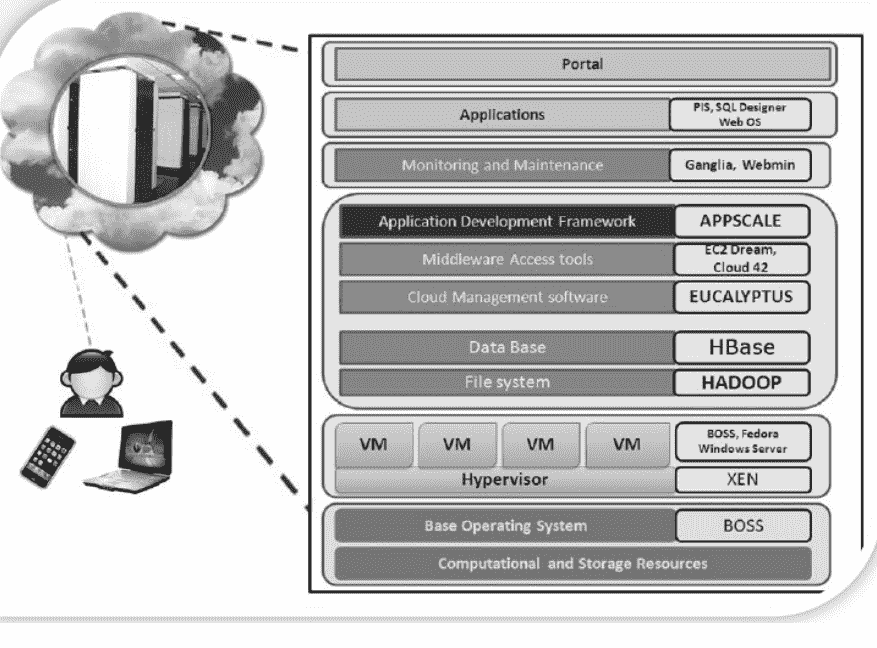 Portal
Applications
PIS, SQL Designer
Web OS
Monitoring and Maintenance
Ganglia, Webmin
Application Development Framework
APPSCALE
Middleware Access tools
EC2 Dream,
Cloud 42
Cloud Management software
EUCALYPTUS
Data Base
HBase
File system
HADOOP
VM VM VM VM
BOSS, Fedora
Windows Server
Hypervisor
XEN
Base Operating System
BOSS
Computational and Storage Resources